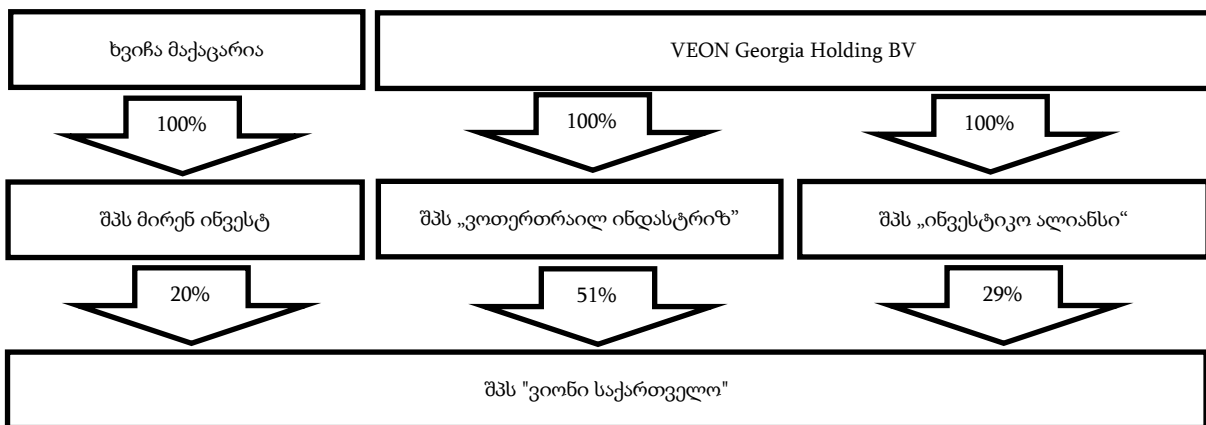 ხვიჩა მაქაცარია
VEON Georgia Holding BV
100%
100%
100%
შპს მირენ ინვესტ
შპს „ვოთერთრაილ ინდასტრიზ”
შპს „ინვესტიკო ალიანსი“
20%
51%
29%
შპს "ვიონი საქართველო"